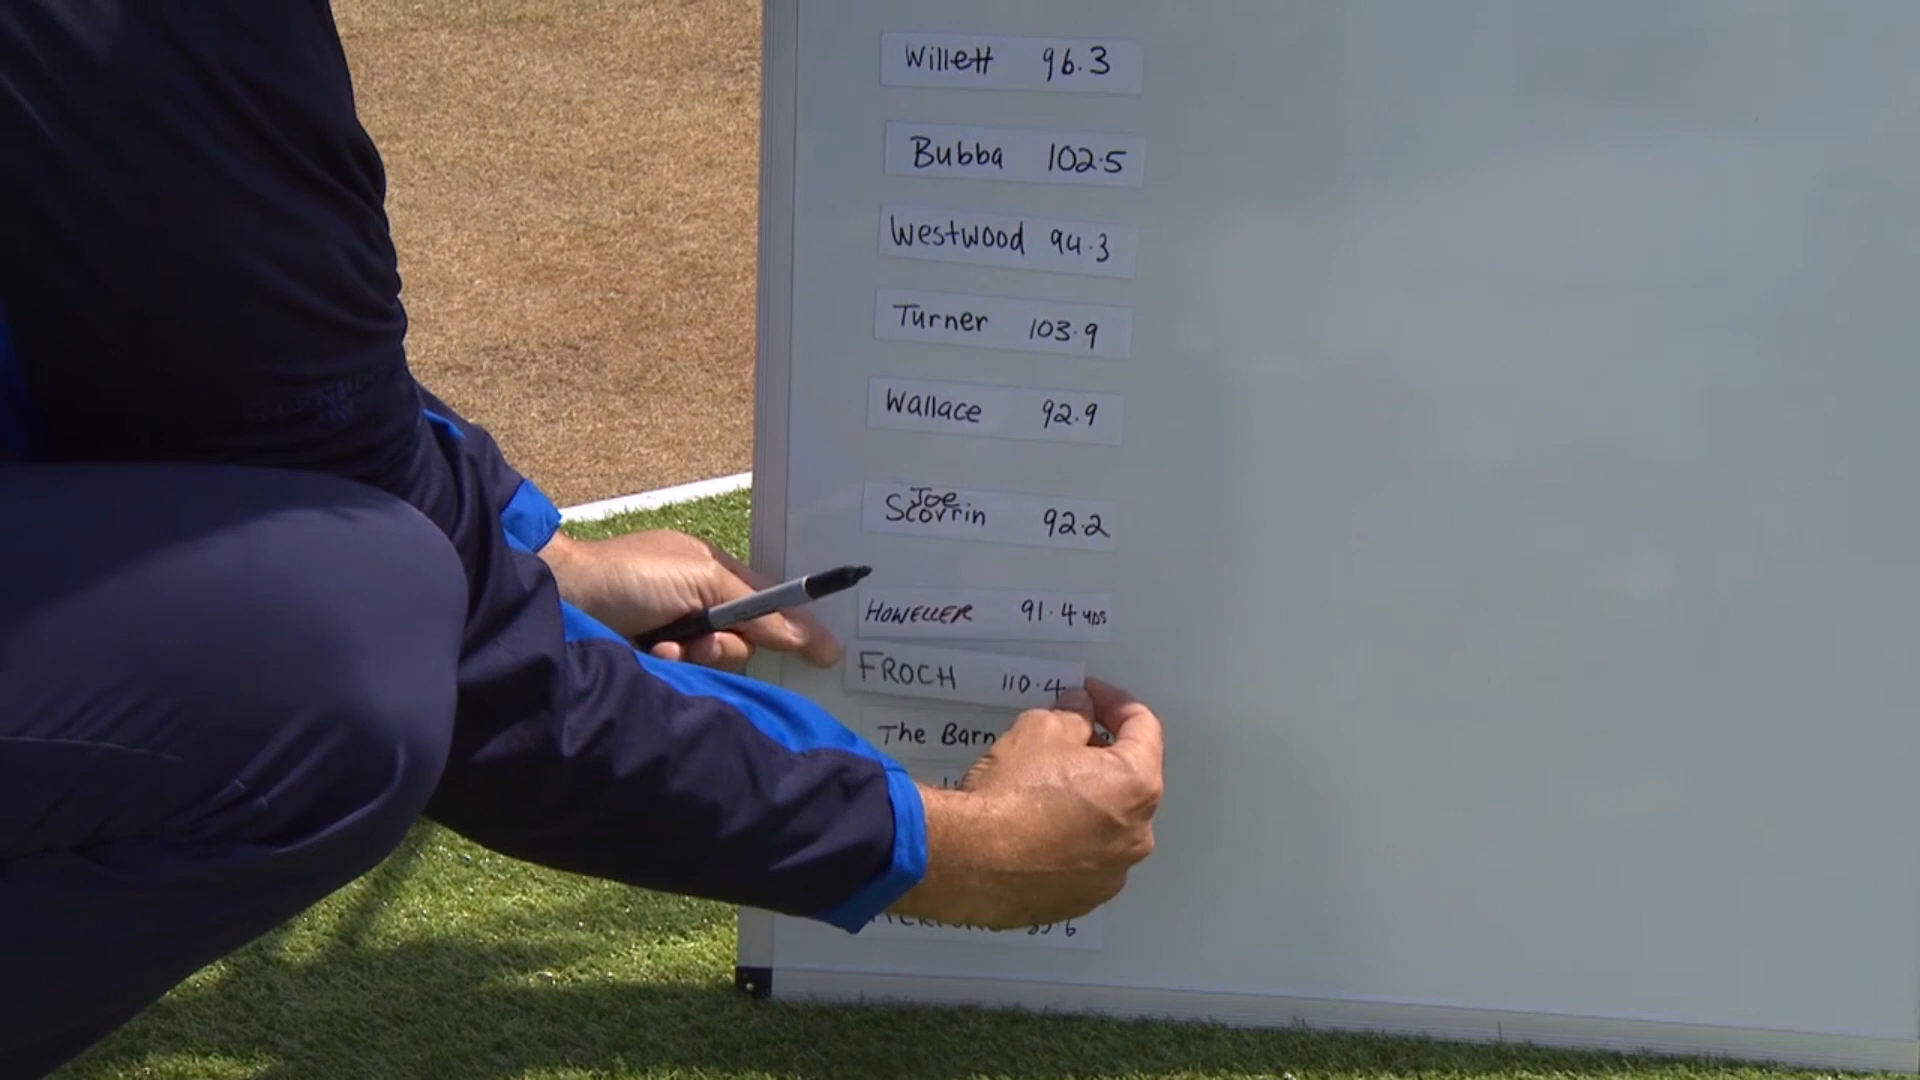 Willett 96.3
Bubba 102.5
Westwood 94.3
Turner 103.9
Wallace 92.9
Joe
Scovrin 92.2
HOWELLER 91.4 YDS
FROCH 110.4
The Barn